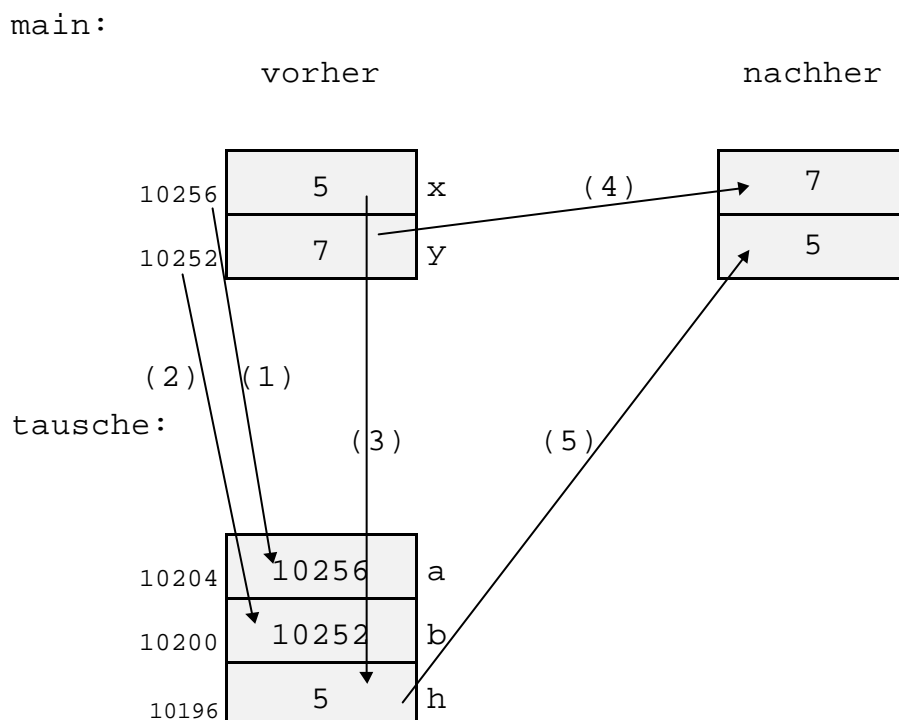 main:
vorher nachher
10256 5 x (4) 7
10252 7 y 5
(2) (1)
tausche:
(3) (5)
10204 10256 a
10200 10252 b
10196 5 h